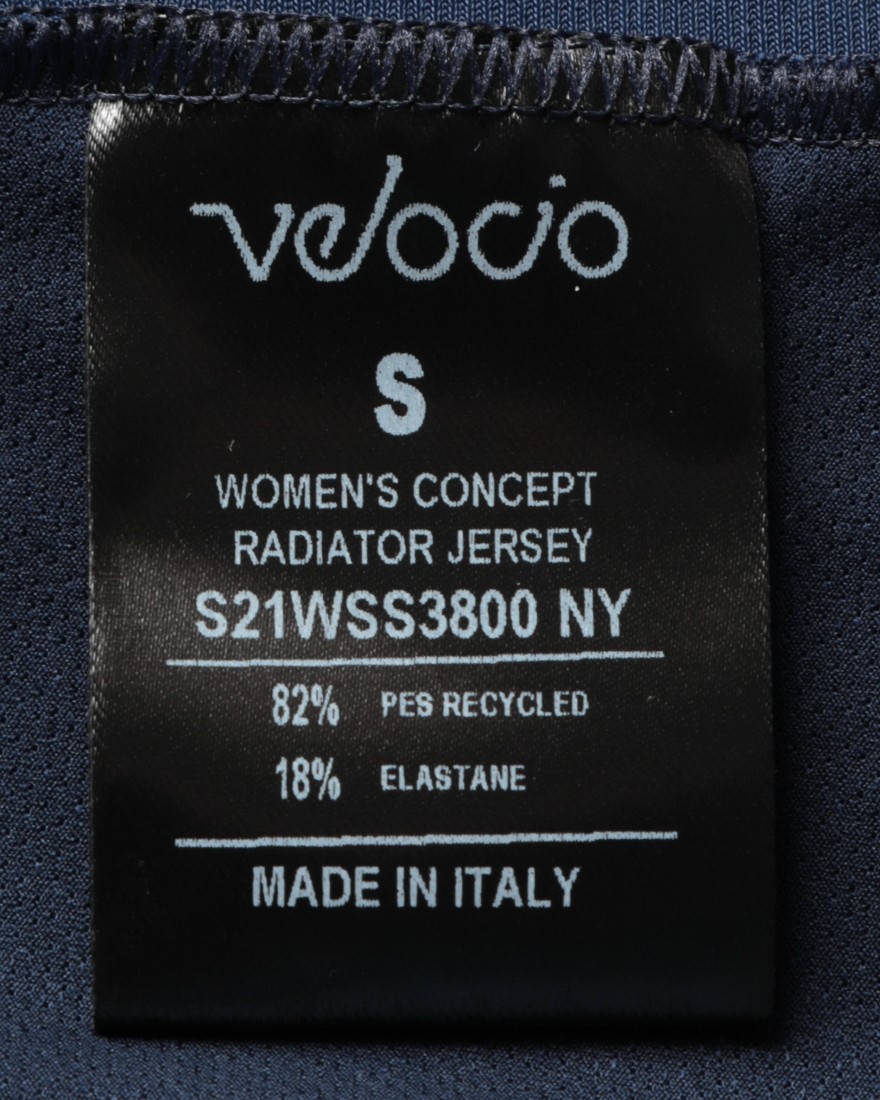 velocio
S
WOMEN'S CONCEPT
RADIATOR JERSEY
S21WSS3800 NY
82% PES RECYCLED
18% ELASTANE
MADE IN ITALY